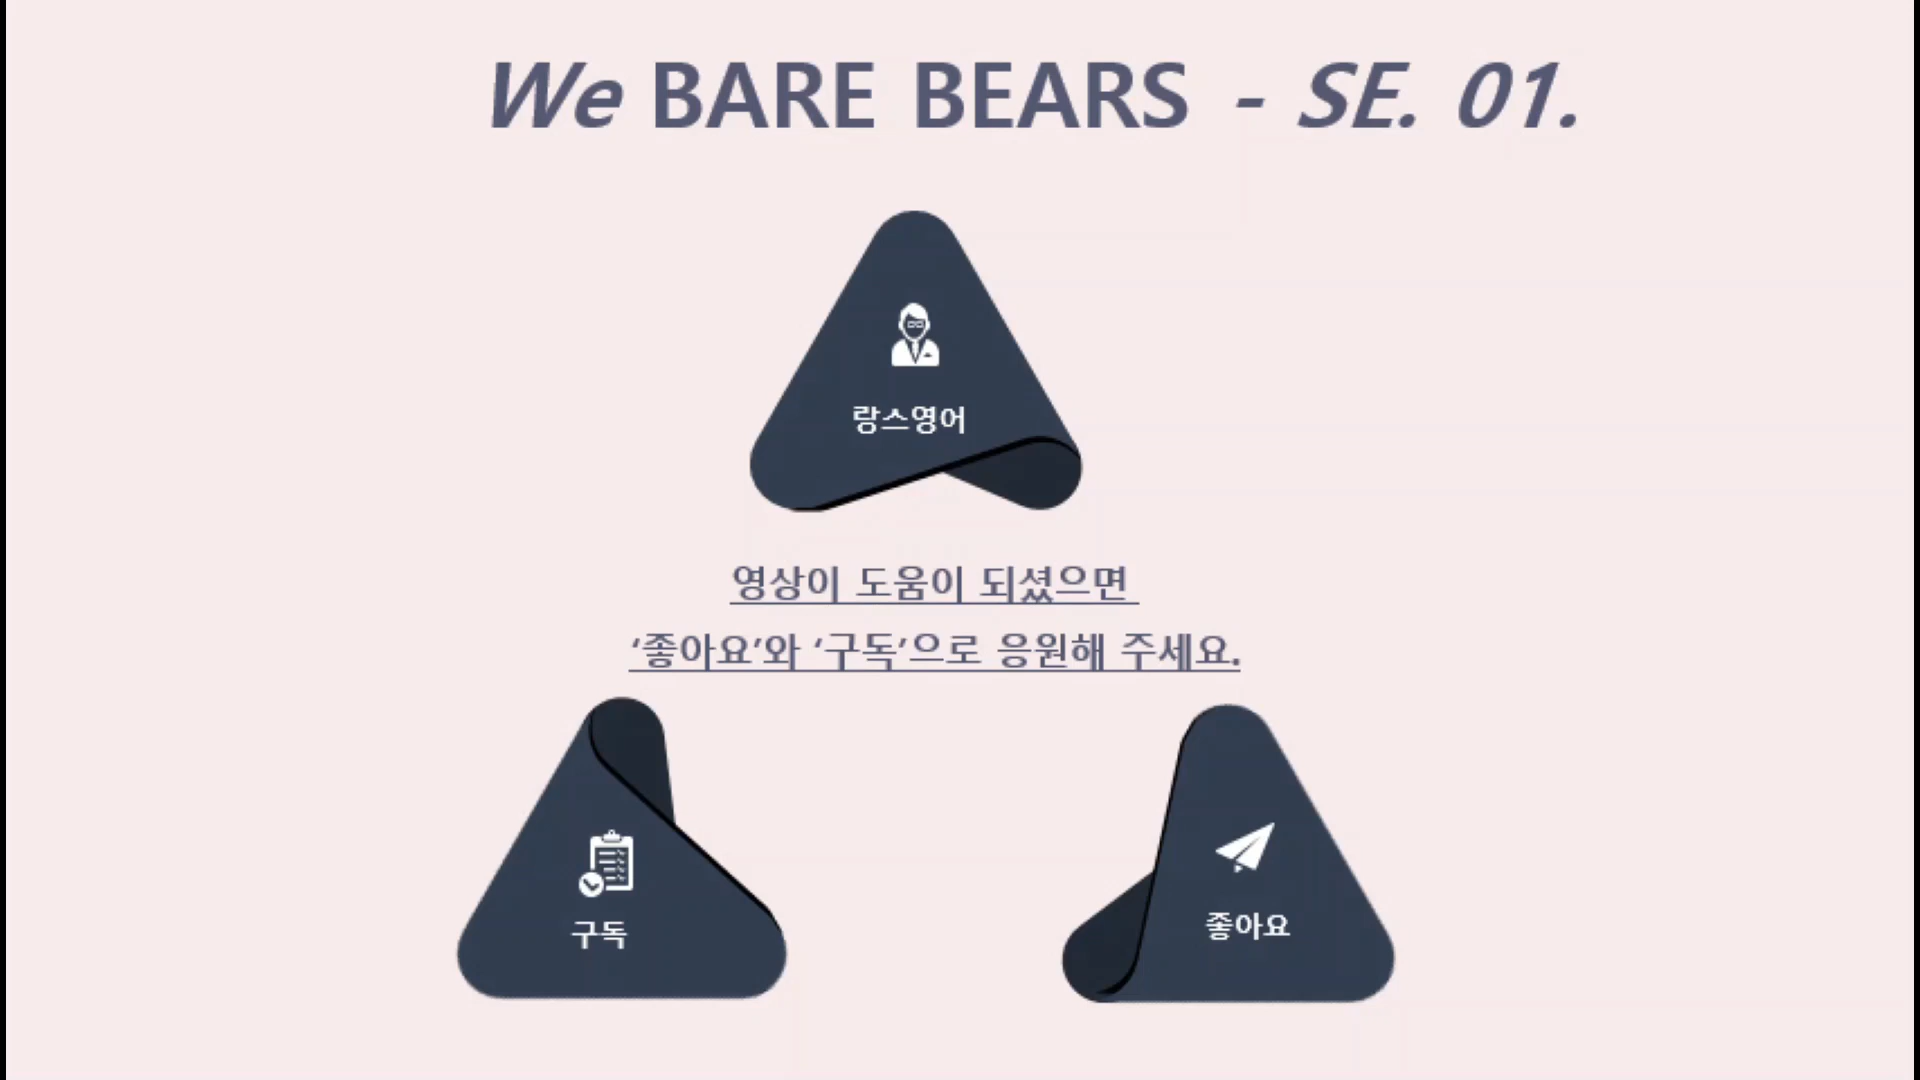 We BARE BEARS - SE. 01.
랑스영어
영상이 도움이 되셨으면
‘좋아요’와 ‘구독’으로 응원해 주세요.
구독
좋아요